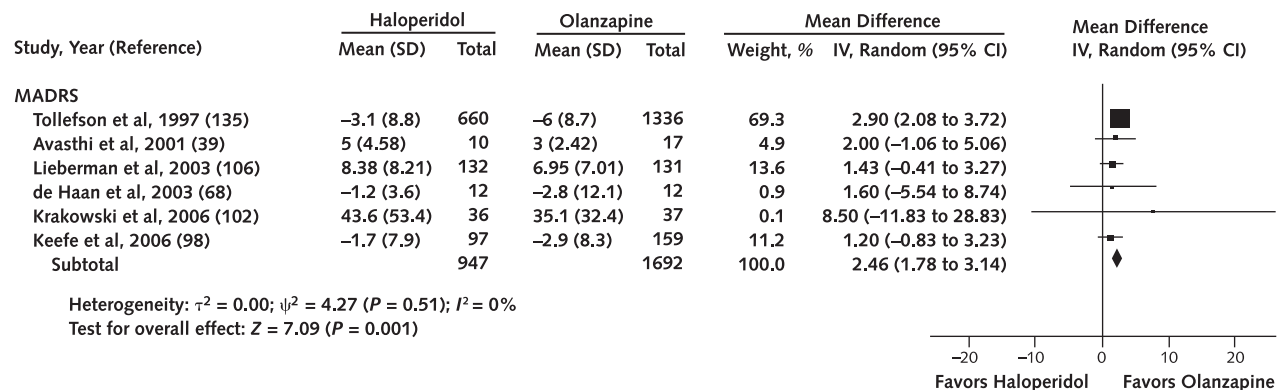 Haloperidol Olanzapine Mean Difference Mean Difference
Study, Year (Reference) Mean (SD) Total Mean (SD) Total Weight, % IV, Random (95% CI) IV, Random (95% CI)
MADRS
Tollefson et al, 1997 (135) –3.1 (8.8) 660 –6 (8.7) 1336 69.3 2.90 (2.08 to 3.72)
Avasthi et al, 2001 (39) 5 (4.58) 10 3 (2.42) 17 4.9 2.00 (–1.06 to 5.06)
Lieberman et al, 2003 (106) 8.38 (8.21) 132 6.95 (7.01) 131 13.6 1.43 (–0.41 to 3.27)
de Haan et al, 2003 (68) –1.2 (3.6) 12 –2.8 (12.1) 12 0.9 1.60 (–5.54 to 8.74)
Krakowski et al, 2006 (102) 43.6 (53.4) 36 35.1 (32.4) 37 0.1 8.50 (–11.83 to 28.83)
Keefe et al, 2006 (98) –1.7 (7.9) 97 –2.9 (8.3) 159 11.2 1.20 (–0.83 to 3.23)
Subtotal 947 1692 100.0 2.46 (1.78 to 3.14)
Heterogeneity: τ² = 0.00; ψ² = 4.27 (P = 0.51); I² = 0%
Test for overall effect: Z = 7.09 (P = 0.001)
–20 –10 0 10 20
Favors Haloperidol Favors Olanzapine